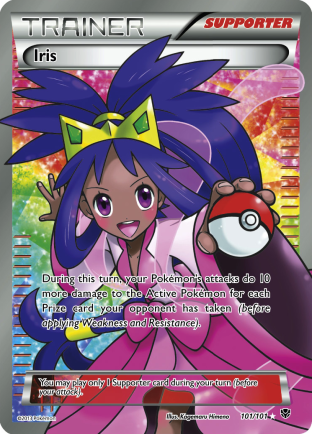 TRAINER SUPPORTER
Iris
During this turn, your Pokémon's attacks do 10
more damage to the Active Pokémon for each
Prize card your opponent has taken (before
applying Weakness and Resistance).
You may play only 1 Supporter card during your turn (before
your attack).
©2013 Pokémon
Illus. Kagemaru Himeno
101/101